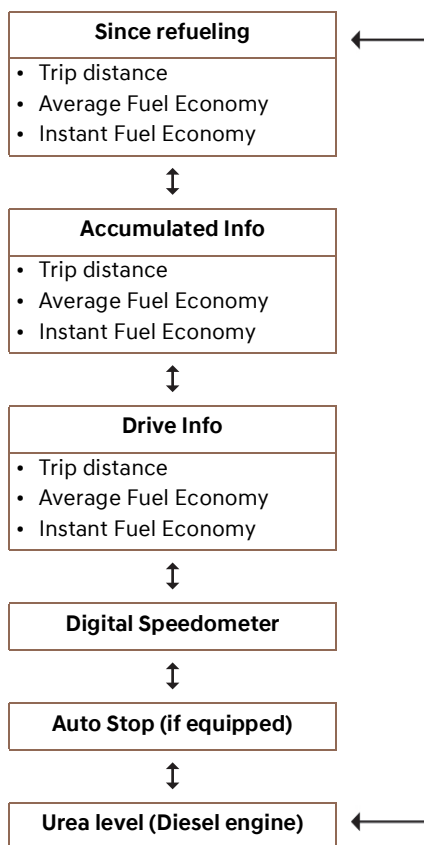 Since refueling
• Trip distance
• Average Fuel Economy
• Instant Fuel Economy
Accumulated Info
• Trip distance
• Average Fuel Economy
• Instant Fuel Economy
Drive Info
• Trip distance
• Average Fuel Economy
• Instant Fuel Economy
Digital Speedometer
Auto Stop (if equipped)
Urea level (Diesel engine)